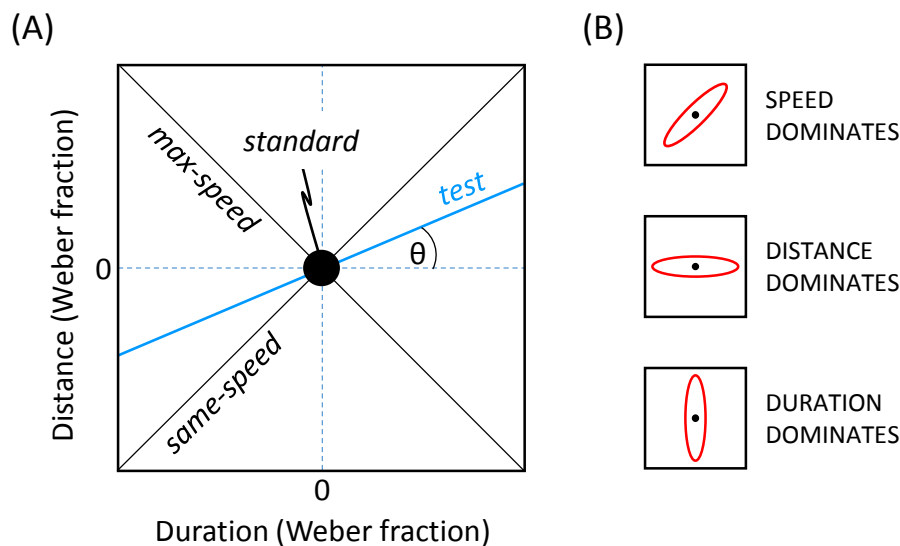 (A)
max-speed
standard
test
θ
0
same-speed
Distance (Weber fraction)
0
Duration (Weber fraction)
(B)
SPEED
DOMINATES
DISTANCE
DOMINATES
DURATION
DOMINATES